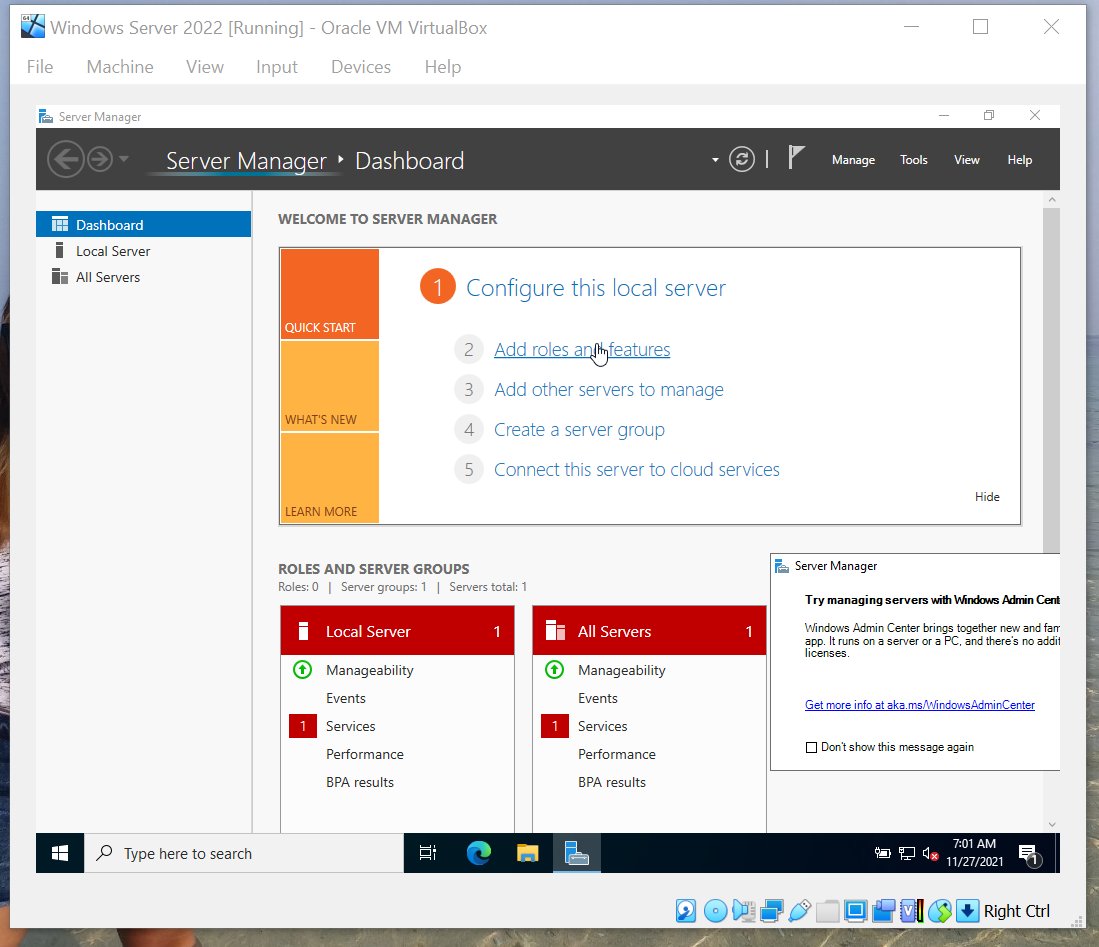 Windows Server 2022 [Running] - Oracle VM VirtualBox
File Machine View Input Devices Help
Server Manager
Server Manager Dashboard
Manage Tools View Help
Dashboard
Local Server
All Servers
WELCOME TO SERVER MANAGER
QUICK START
WHAT'S NEW
LEARN MORE
1 Configure this local server
2 Add roles and features
3 Add other servers to manage
4 Create a server group
5 Connect this server to cloud services
Hide
ROLES AND SERVER GROUPS
Roles: 0 | Server groups: 1 | Servers total: 1
Local Server 1
Manageability
Events
1 Services
Performance
BPA results
All Servers 1
Manageability
Events
1 Services
Performance
BPA results
Server Manager
Try managing servers with Windows Admin Cent
Windows Admin Center brings together new and fam
app. It runs on a server or a PC, and there's no addit
licenses.
Get more info at aka.ms/WindowsAdminCenter
Don't show this message again
Type here to search
7:01 AM
11/27/2021
1
Right Ctrl